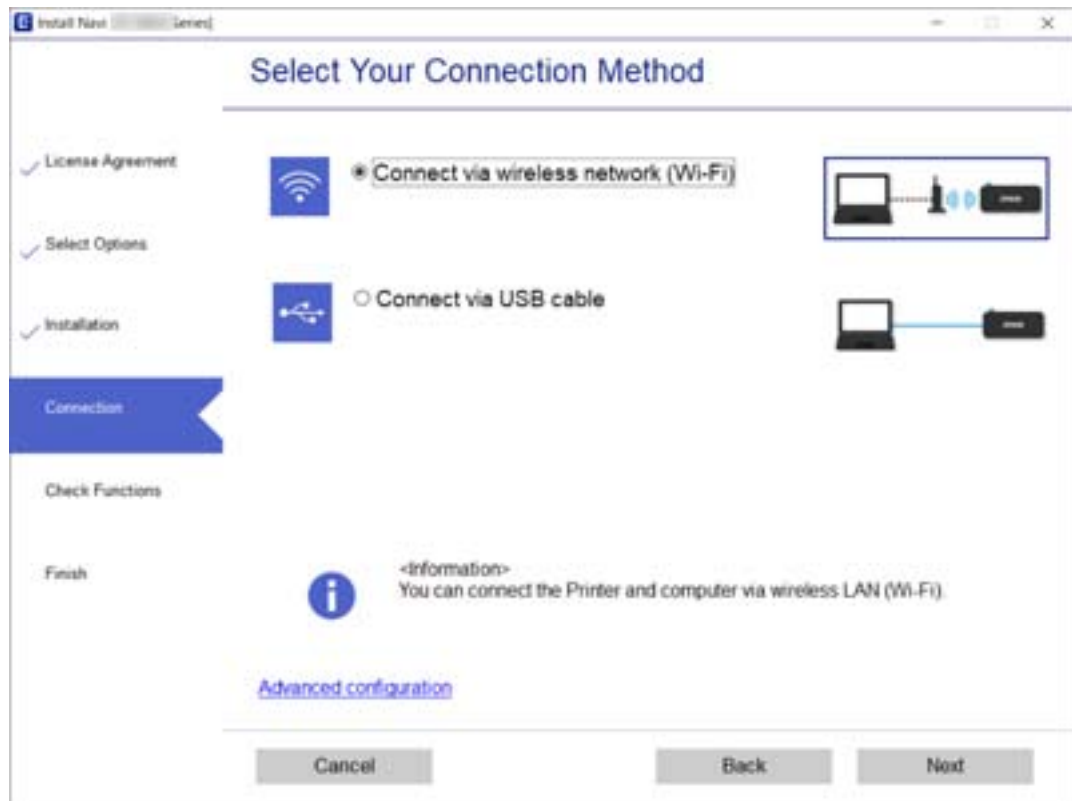 Install Navi Series]
Select Your Connection Method
License Agreement
Select Options
Installation
Connection
Check Functions
Finish
Connect via wireless network (Wi-Fi)
Connect via USB cable
<Information>
You can connect the Printer and computer via wireless LAN (Wi-Fi).
Advanced configuration
Cancel
Back
Next